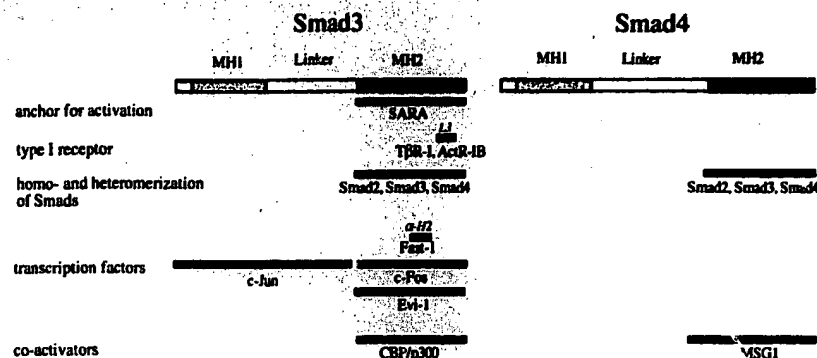 Smad3 Smad4
MH1 Linker MH2 MH1 Linker MH2
anchor for activation
SARA
L3
type I receptor
TβR-I, ActR-IB
homo- and heteromerization
of Smads
Smad2, Smad3, Smad4 Smad2, Smad3, Smad4
α-H2
Fast-1
transcription factors
c-Jun c-Fos
Evi-1
co-activators
CBP/p300 MSG1